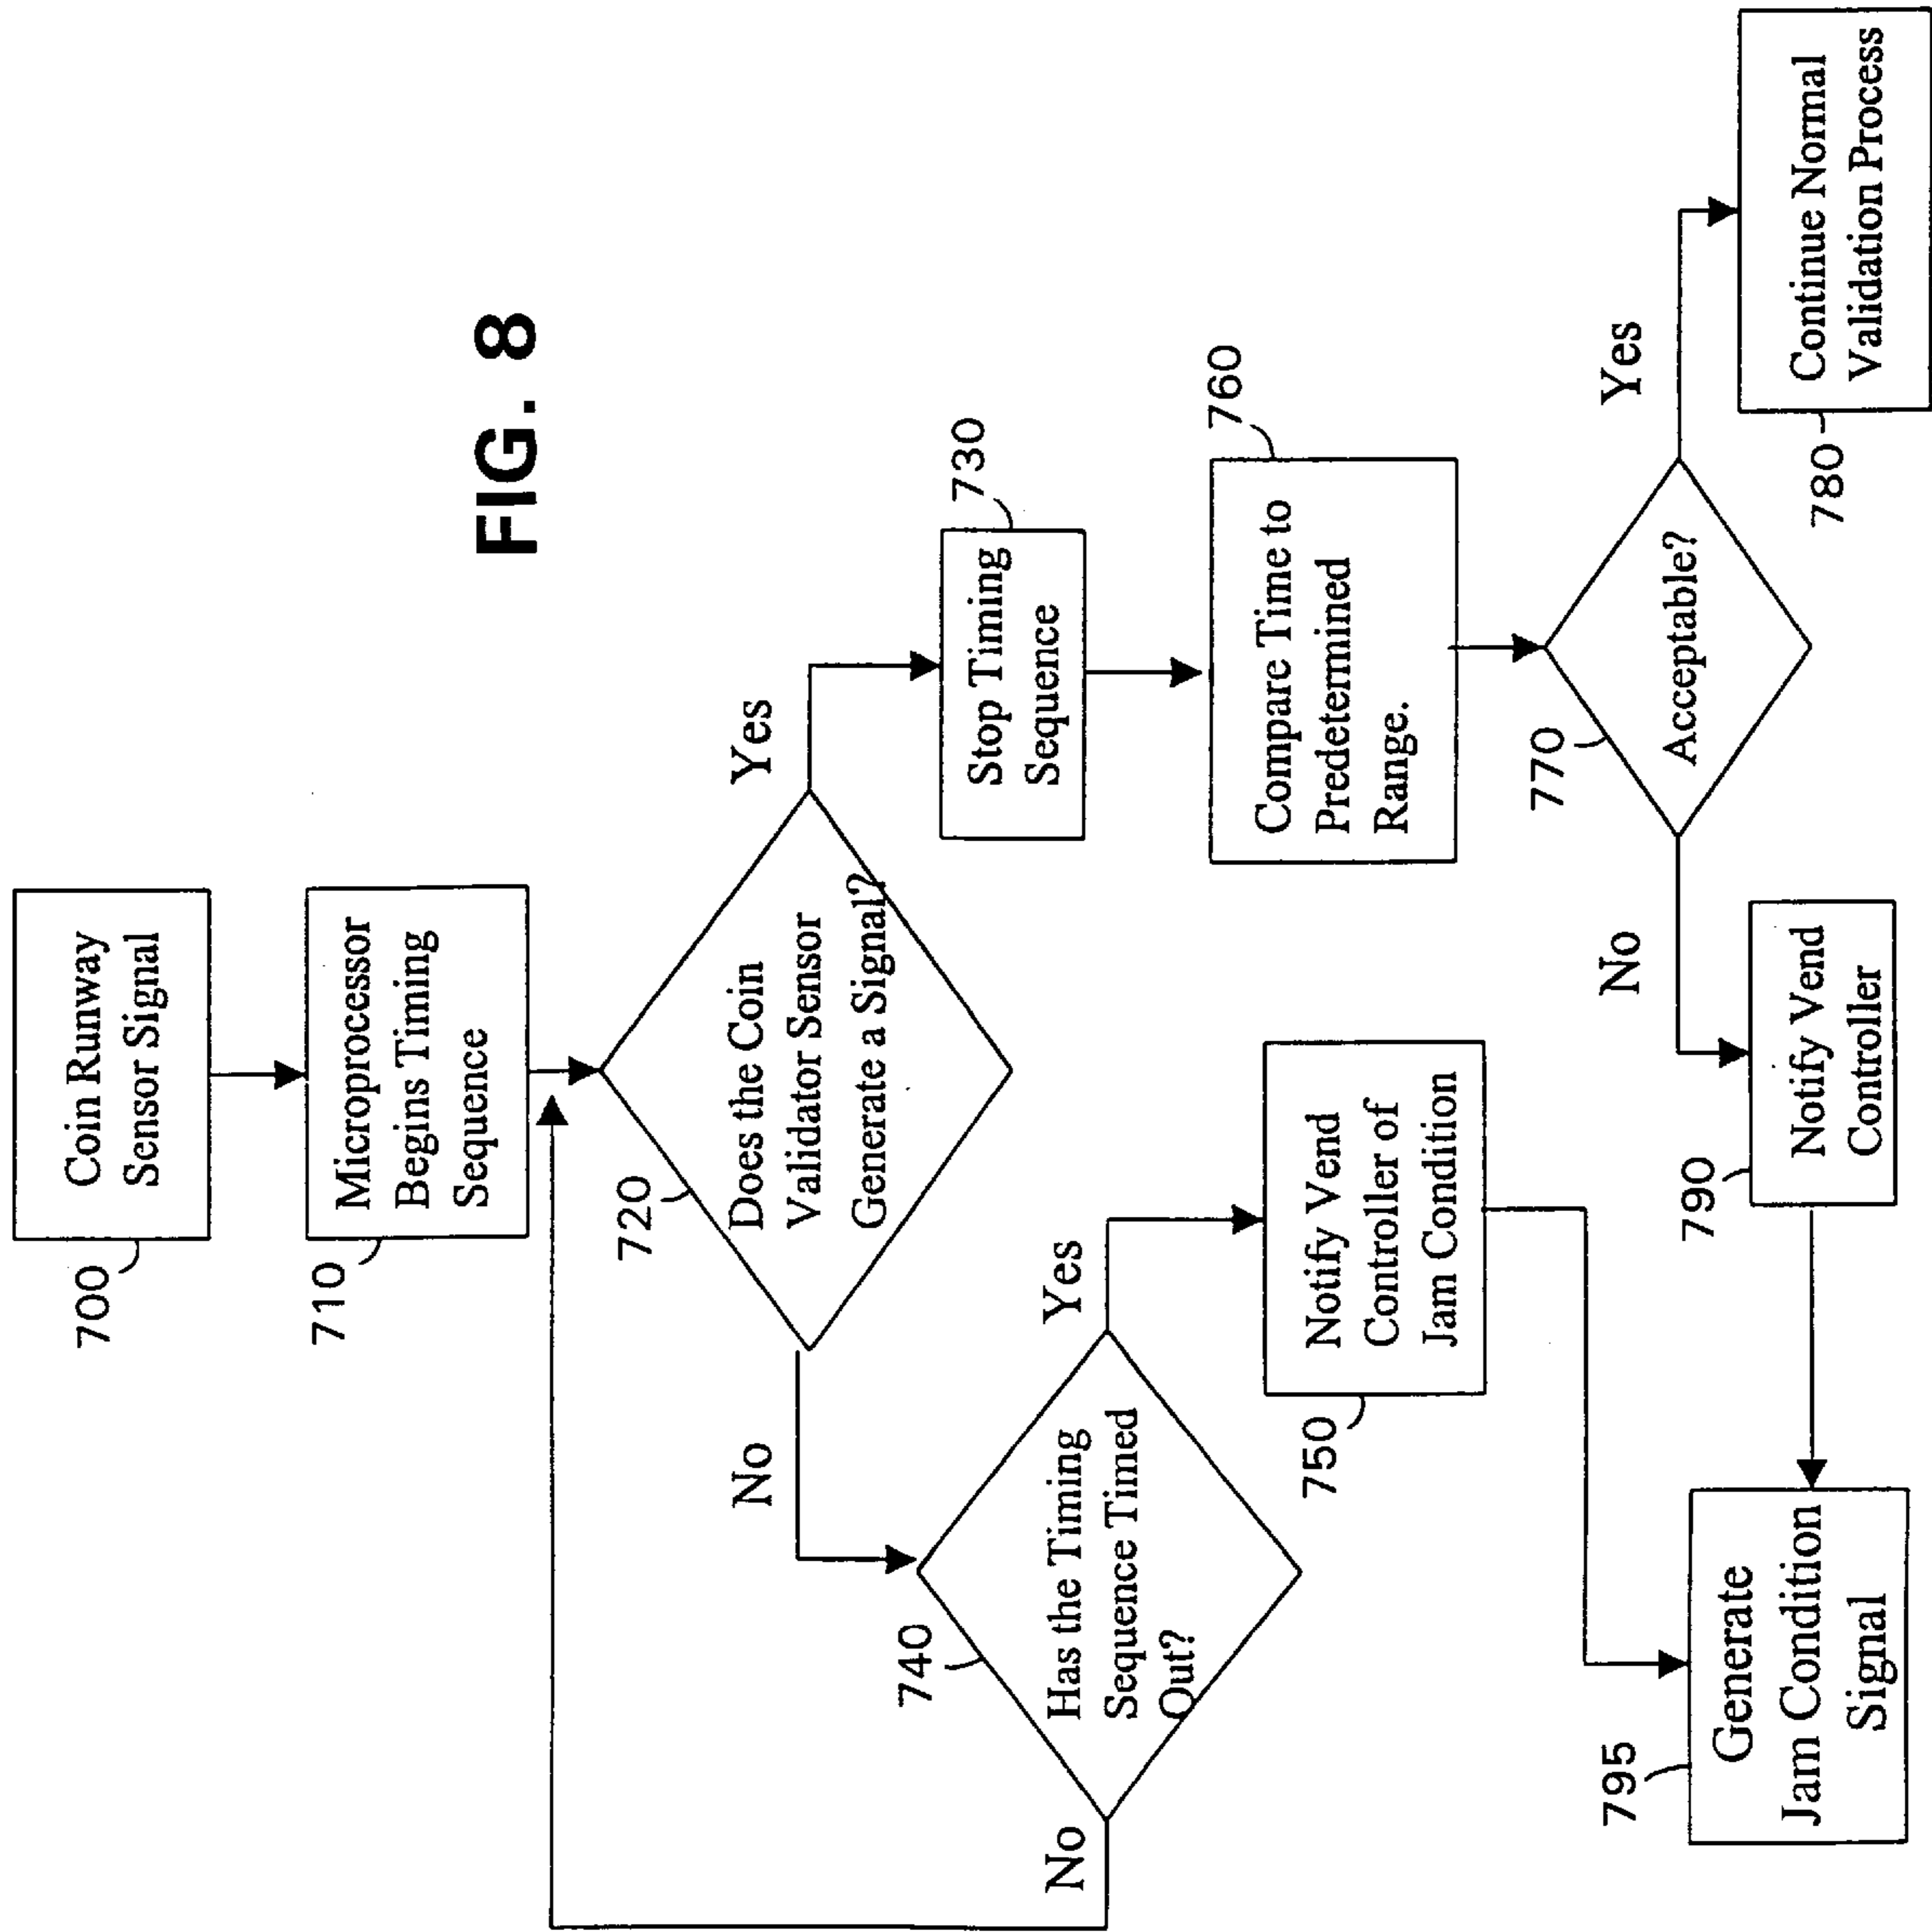 FIG. 8
700
Coin Runway
Sensor Signal
710
Microprocessor
Begins Timing
Sequence
720
Does the Coin
Validator Sensor
Generate a Signal?
Yes
No
730
Stop Timing
Sequence
740
Has the Timing
Sequence Timed
Out?
Yes
No
750
Notify Vend
Controller of
Jam Condition
760
Compare Time to
Predetermined
Range.
770
Acceptable?
Yes
No
780
Continue Normal
Validation Process
790
Notify Vend
Controller
795
Generate
Jam Condition
Signal